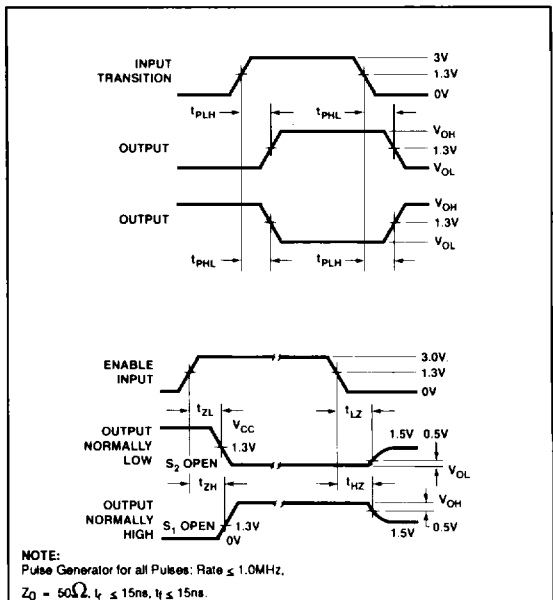 INPUT
TRANSITION
3V
1.3V
0V
tPLH
tPHL
OUTPUT
VOH
1.3V
VOL
OUTPUT
VOH
1.3V
VOL
tPHL
tPLH
ENABLE
INPUT
3.0V
1.3V
0V
tZL
tLZ
OUTPUT
NORMALLY
LOW
VCC
1.3V
S2 OPEN
1.5V 0.5V
VOL
tZH
tHZ
OUTPUT
NORMALLY
HIGH
S1 OPEN
1.3V
0V
VOH
1.5V
0.5V
NOTE:
Pulse Generator for all Pulses: Rate ≤ 1.0MHz,
ZO = 50Ω, tr ≤ 15ns, tf ≤ 15ns.